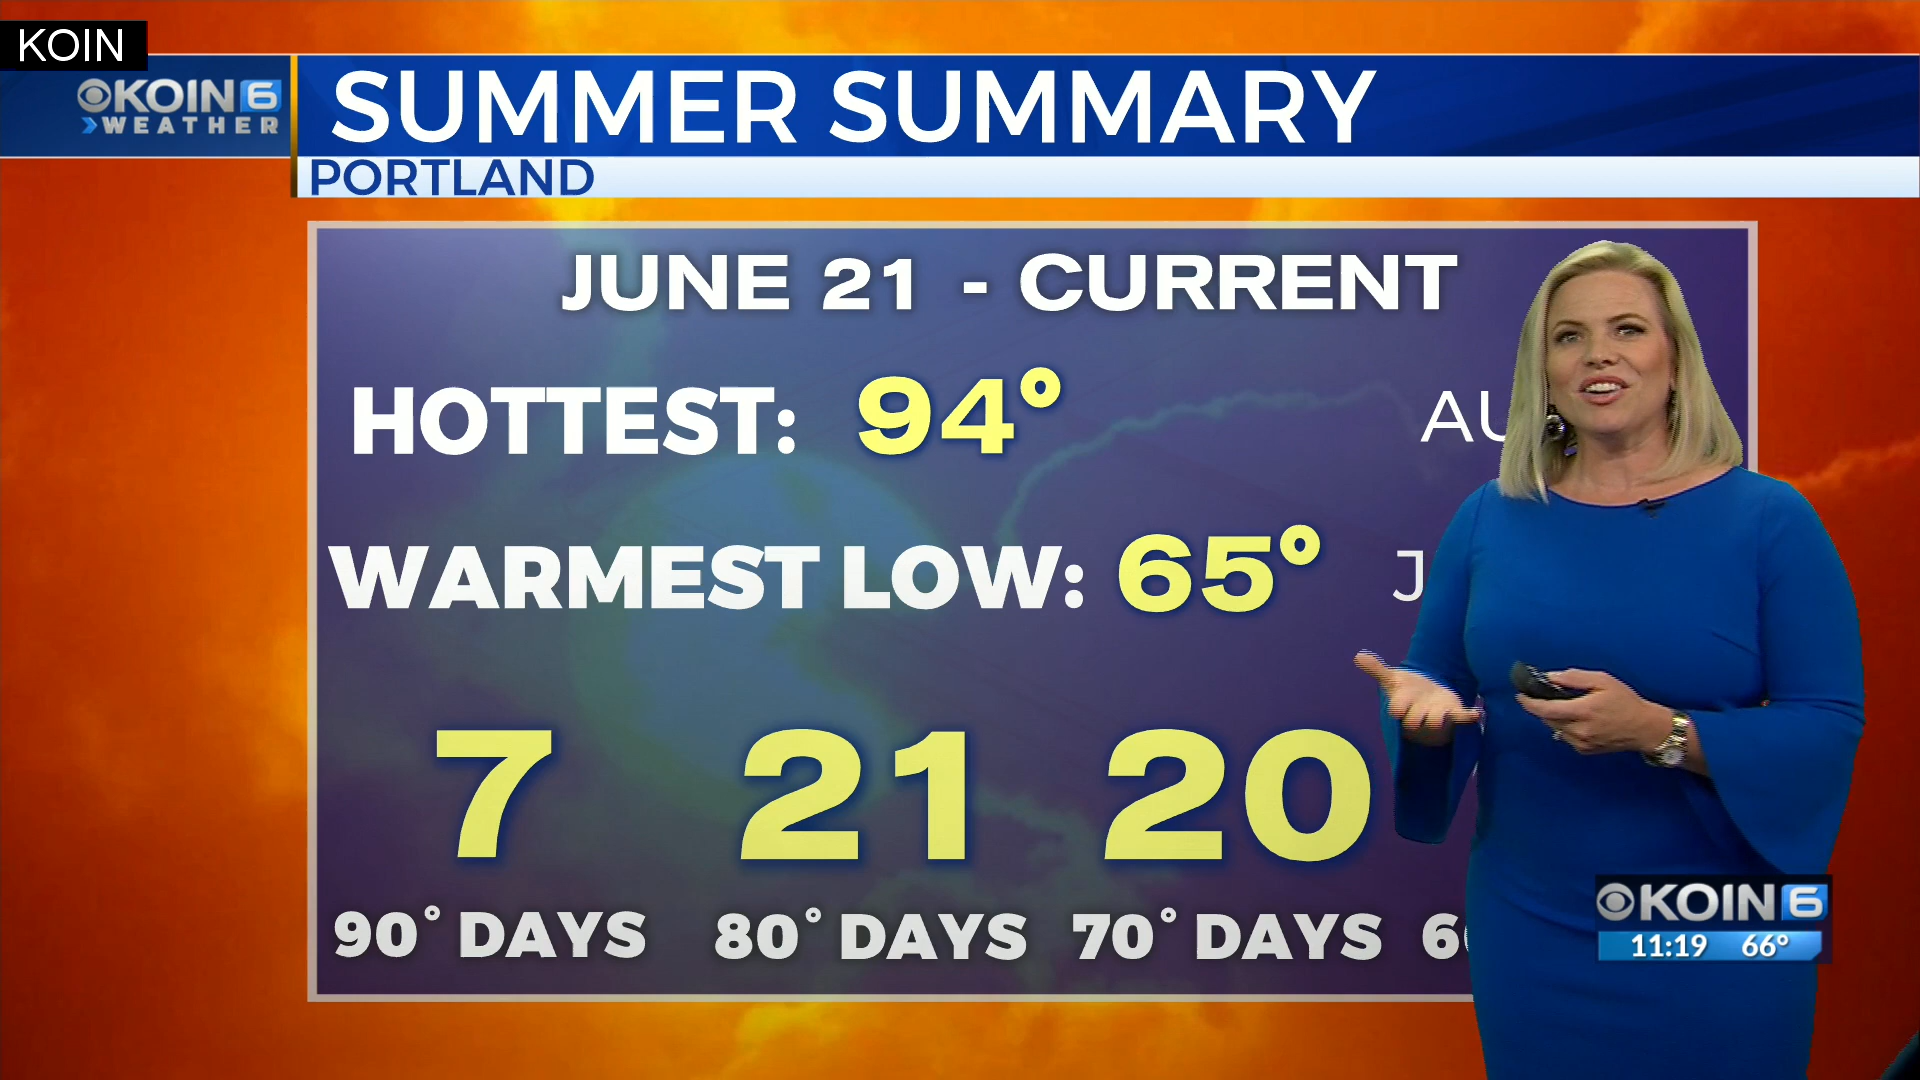 KOIN
KOIN 6
WEATHER
SUMMER SUMMARY
PORTLAND
JUNE 21 - CURRENT
HOTTEST: 94°
WARMEST LOW: 65°
7 21 20
90° DAYS 80° DAYS 70° DAYS
KOIN 6
11:19 66°